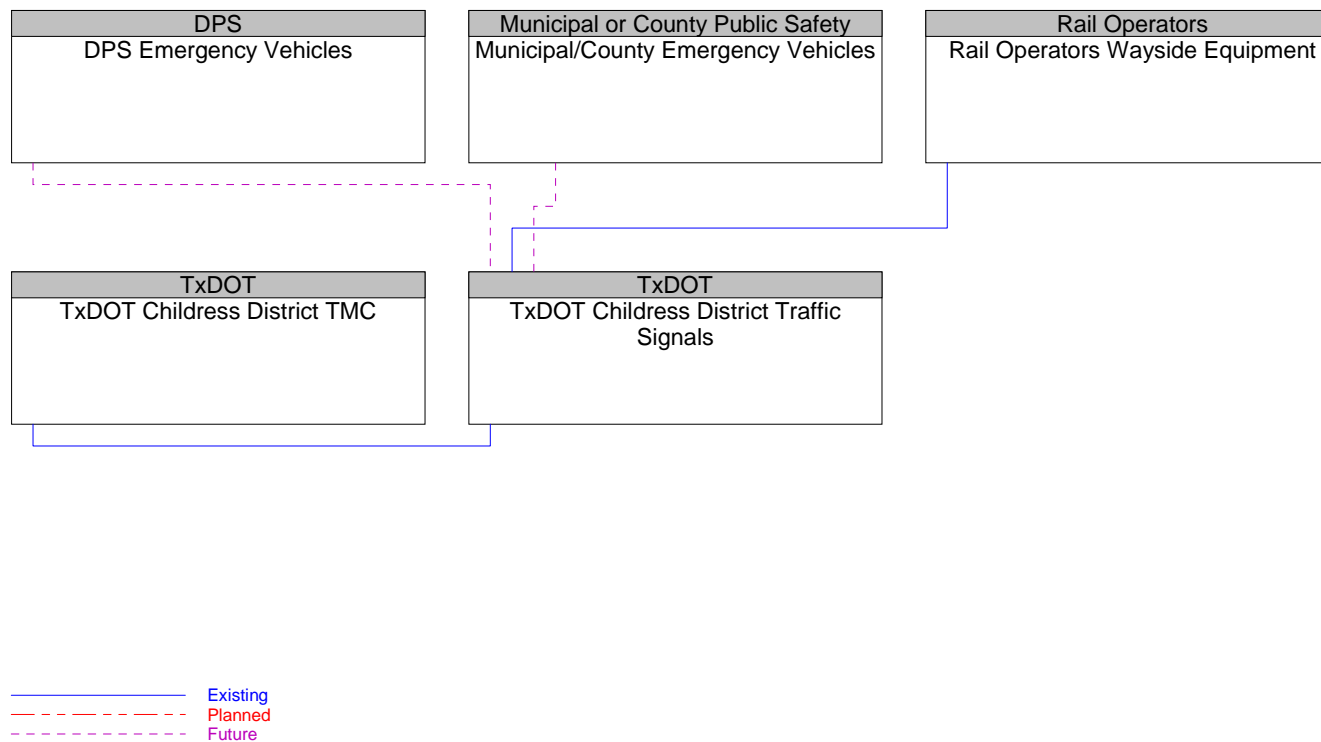 DPS
DPS Emergency Vehicles
Municipal or County Public Safety
Municipal/County Emergency Vehicles
Rail Operators
Rail Operators Wayside Equipment
TxDOT
TxDOT Childress District TMC
TxDOT
TxDOT Childress District Traffic
Signals
Existing
Planned
Future